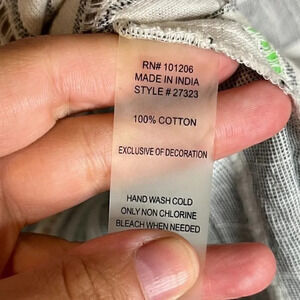 RN# 101206
MADE IN INDIA
STYLE # 27323
100% COTTON
EXCLUSIVE OF DECORATION
HAND WASH COLD
ONLY NON CHLORINE
BLEACH WHEN NEEDED